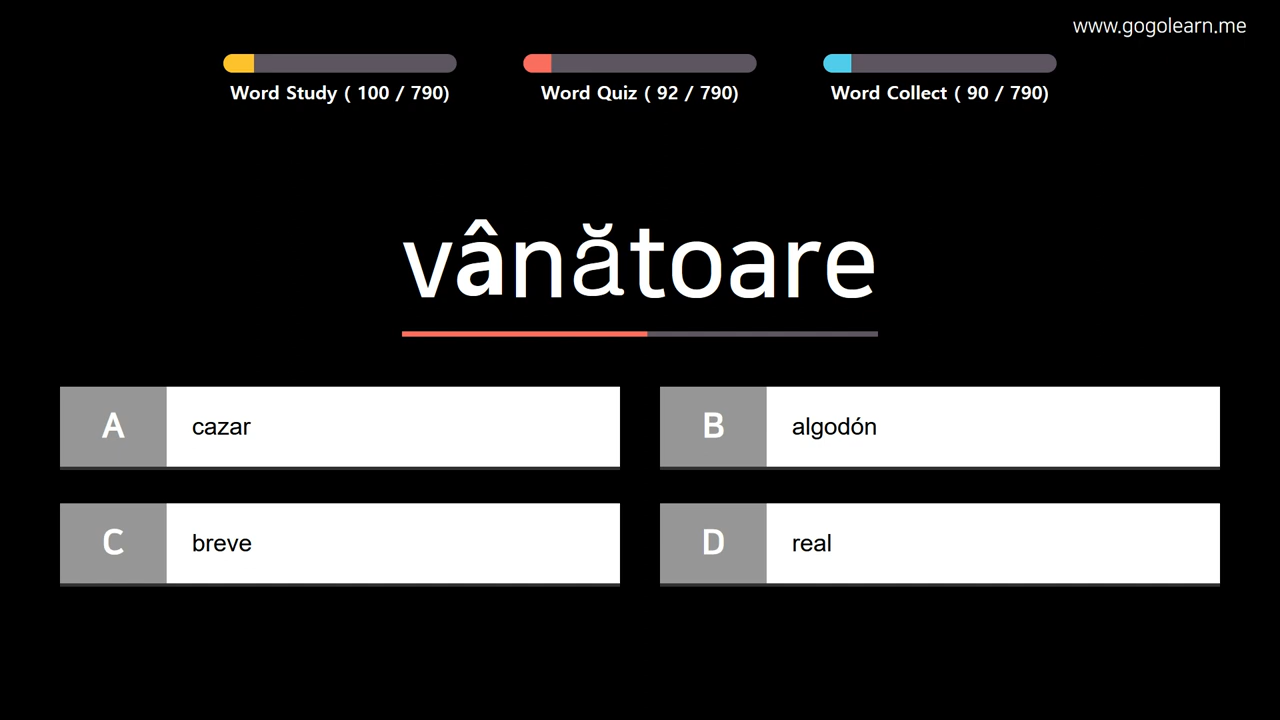 www.gogolearn.me
Word Study ( 100 / 790)
Word Quiz ( 92 / 790)
Word Collect ( 90 / 790)
vânătoare
A
cazar
B
algodón
C
breve
D
real